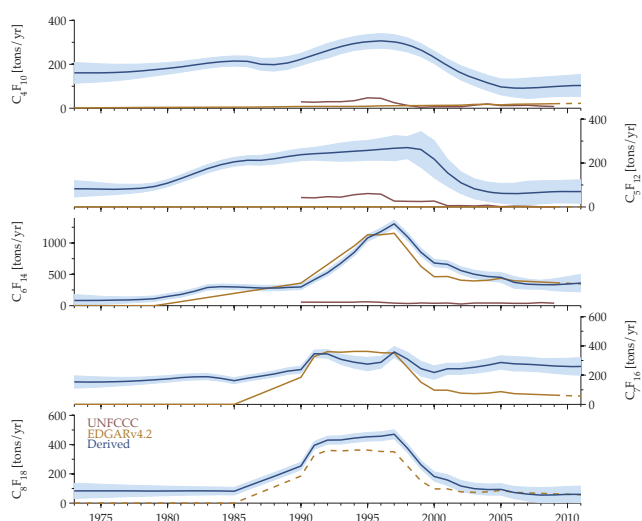 400
200
0
C4F10 [tons/yr]
400
200
0
C5F12 [tons/yr]
1000
500
0
C6F14 [tons/yr]
400
200
0
C7F16 [tons/yr]
600
400
200
0
C8F18 [tons/yr]
UNFCCC
EDGARv4.2
Derived
1975 1980 1985 1990 1995 2000 2005 2010